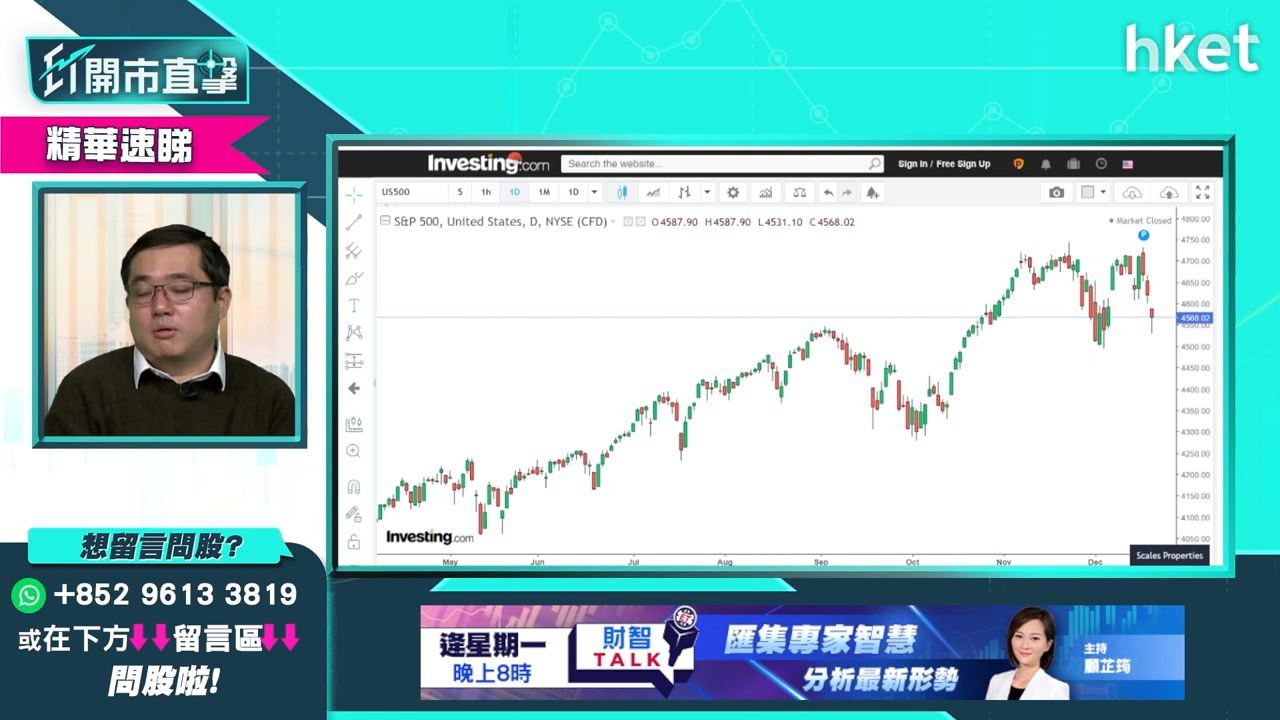 hket
ET開市直擊
精華速睇
Investing.com
Search the website...
Sign In / Free Sign Up
US500
5
1h
1D
1M
1D
S&P 500, United States, D, NYSE (CFD)
O4587.90 H4587.90 L4531.10 C4568.02
Market Closed
P
4800.00
4750.00
4700.00
4650.00
4600.00
4568.02
4550.00
4500.00
4450.00
4400.00
4350.00
4300.00
4250.00
4200.00
4150.00
4100.00
4050.00
Investing.com
May Jun Jul Aug Sep Oct Nov Dec
Scales Properties
想留言問股?
+852 9613 3819
或在下方留言區
問股啦!
逢星期一
晚上8時
財智
TALK
匯集專家智慧
分析最新形勢
主持
顧芷筠